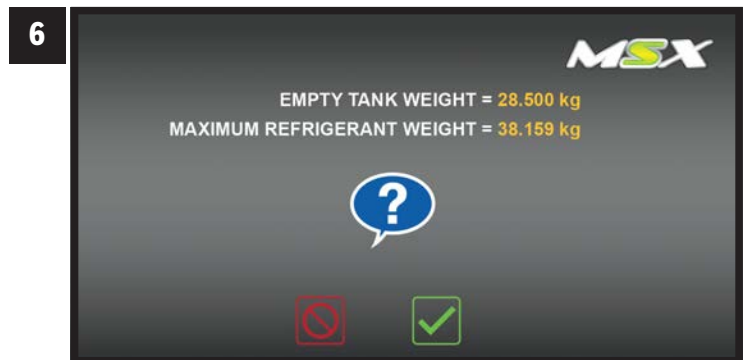 6
MSX
EMPTY TANK WEIGHT = 28.500 kg
MAXIMUM REFRIGERANT WEIGHT = 38.159 kg
?